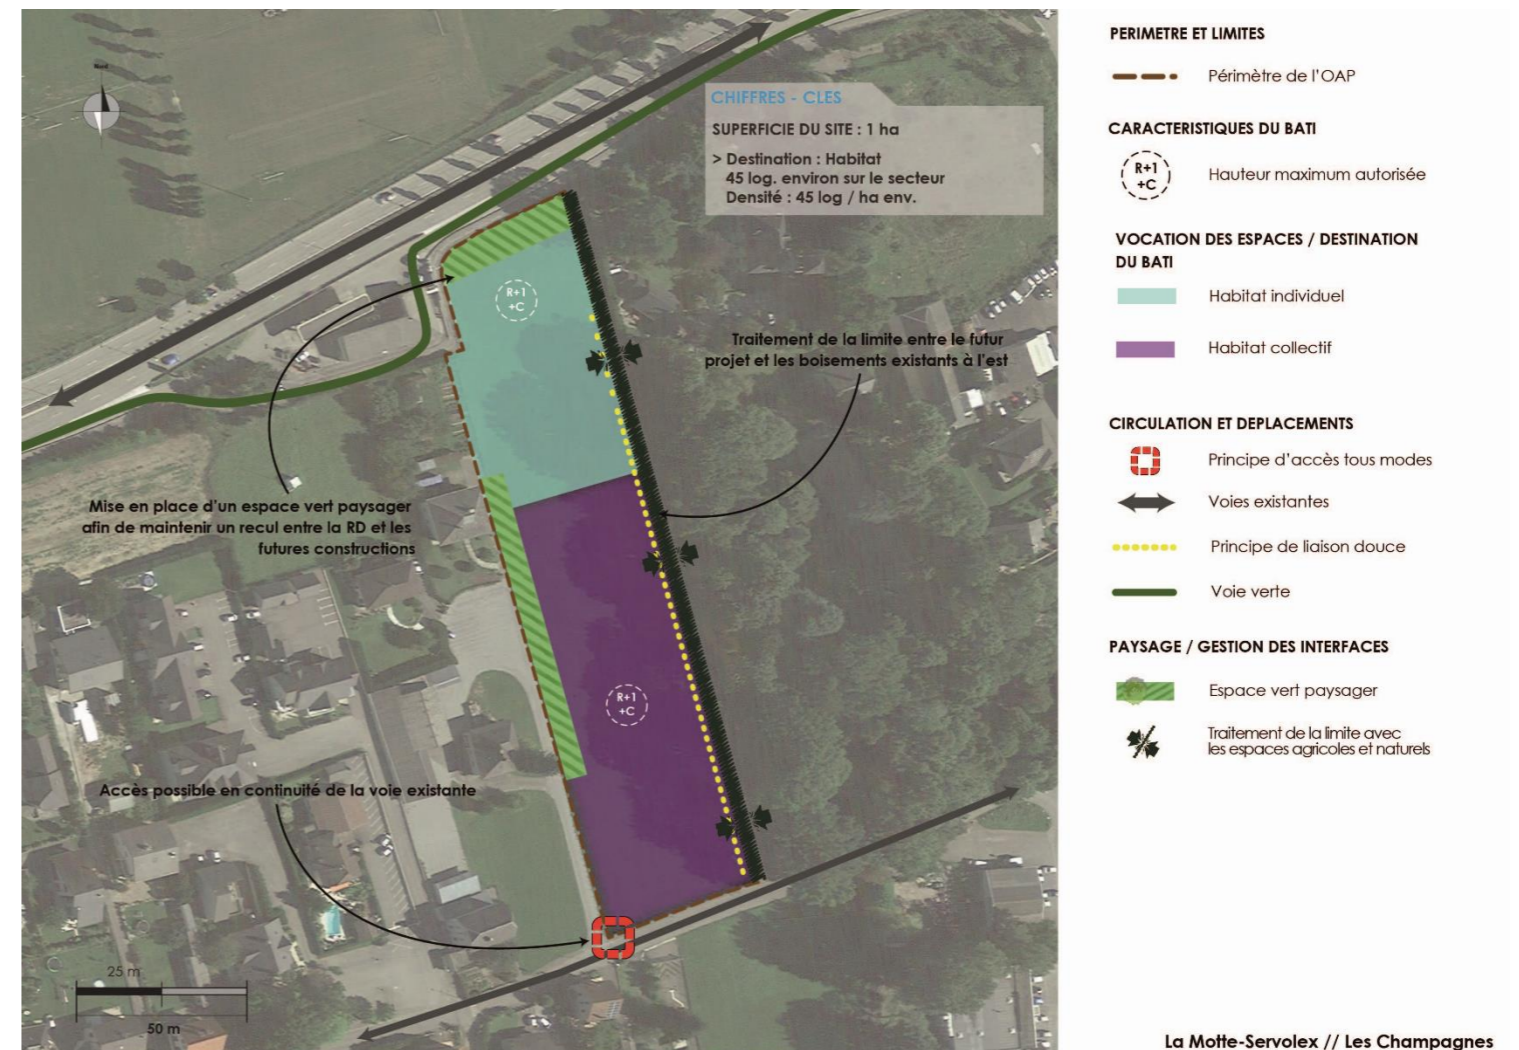 Nord
CHIFFRES - CLES
SUPERFICIE DU SITE : 1 ha
> Destination : Habitat
45 log. environ sur le secteur
Densité : 45 log / ha env.
R+1
+C
Traitement de la limite entre le futur
projet et les boisements existants à l'est
Mise en place d'un espace vert paysager
afin de maintenir un recul entre la RD et les
futures constructions
R+1
+C
Accès possible en continuité de la voie existante
25 m
50 m
PERIMETRE ET LIMITES
Périmètre de l'OAP
CARACTERISTIQUES DU BATI
R+1
+C
Hauteur maximum autorisée
VOCATION DES ESPACES / DESTINATION
DU BATI
Habitat individuel
Habitat collectif
CIRCULATION ET DEPLACEMENTS
Principe d'accès tous modes
Voies existantes
Principe de liaison douce
Voie verte
PAYSAGE / GESTION DES INTERFACES
Espace vert paysager
Traitement de la limite avec
les espaces agricoles et naturels
La Motte-Servolex // Les Champagnes